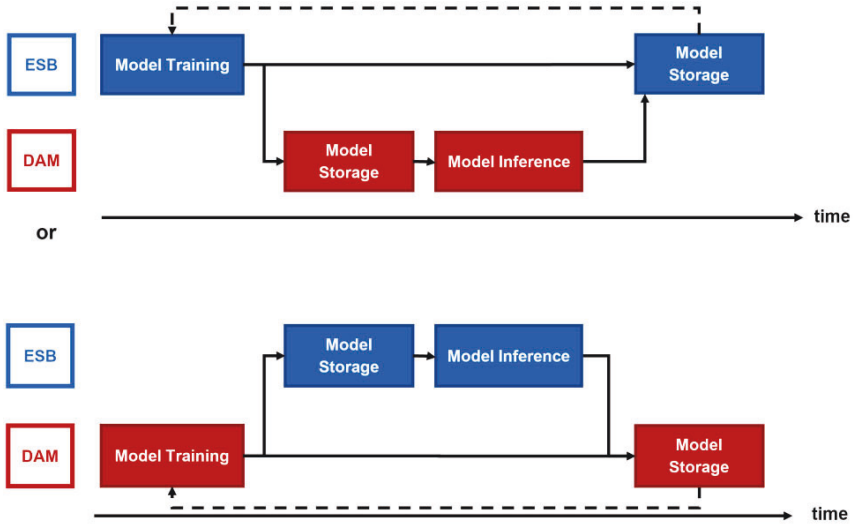 ESB
Model Training
Model
Storage
DAM
Model
Storage
Model Inference
time
or
ESB
Model
Storage
Model Inference
DAM
Model Training
Model
Storage
time